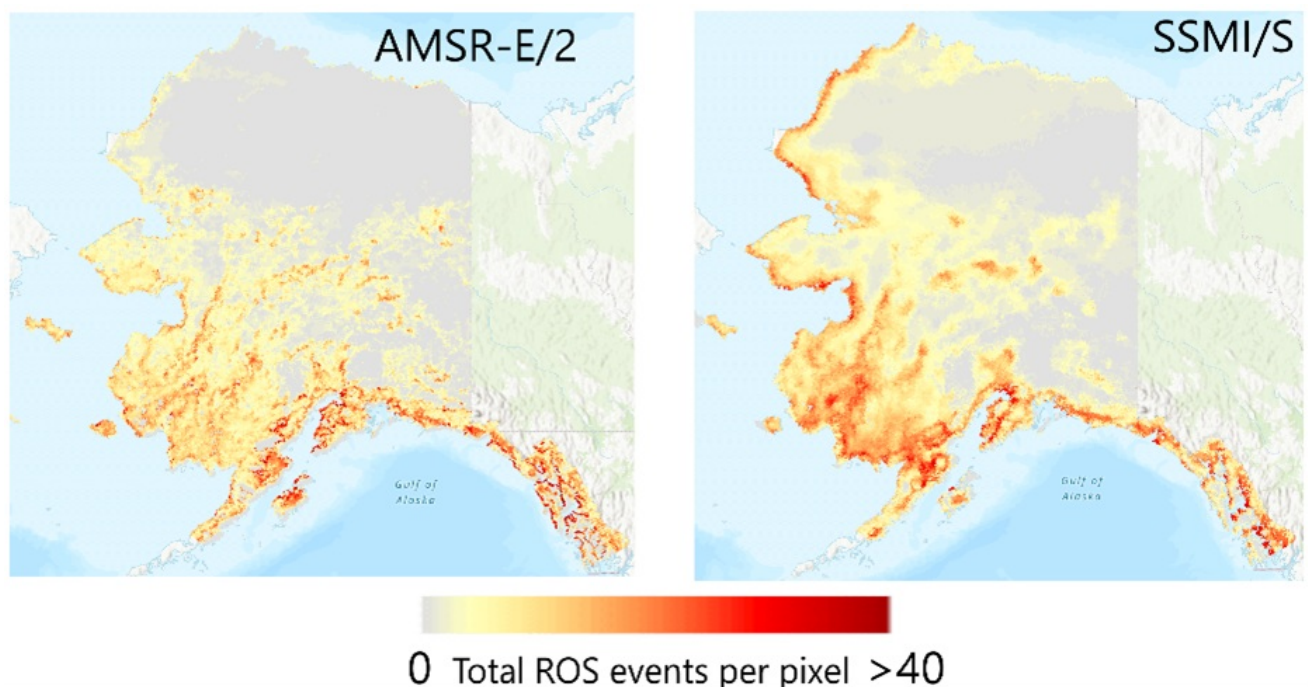 AMSR-E/2
SSMI/S
Gulf of
Alaska
Gulf of
Alaska
0 Total ROS events per pixel >40